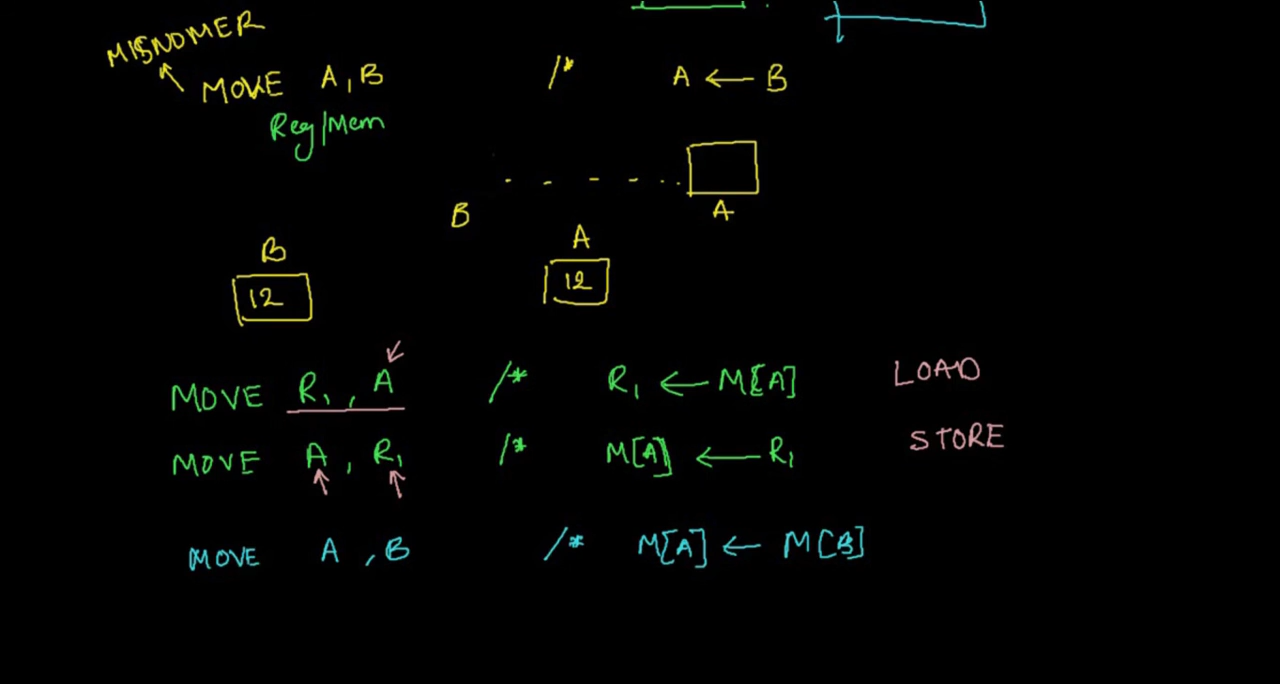 MISNOMER
MOVE A, B /* A ← B
Reg/Mem
A
B
B A
12 12
MOVE R₁, A /* R₁ ← M[A] LOAD
MOVE A, R₁ /* M[A] ← R₁ STORE
MOVE A, B /* M[A] ← M[B]